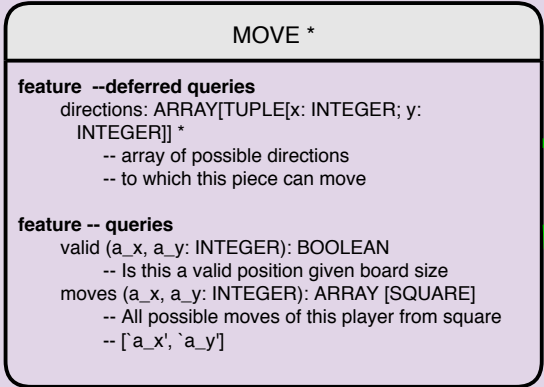 MOVE *
feature --deferred queries
directions: ARRAY[TUPLE[x: INTEGER; y:
INTEGER]] *
-- array of possible directions
-- to which this piece can move
feature -- queries
valid (a_x, a_y: INTEGER): BOOLEAN
-- Is this a valid position given board size
moves (a_x, a_y: INTEGER): ARRAY [SQUARE]
-- All possible moves of this player from square
-- [`a_x', `a_y']